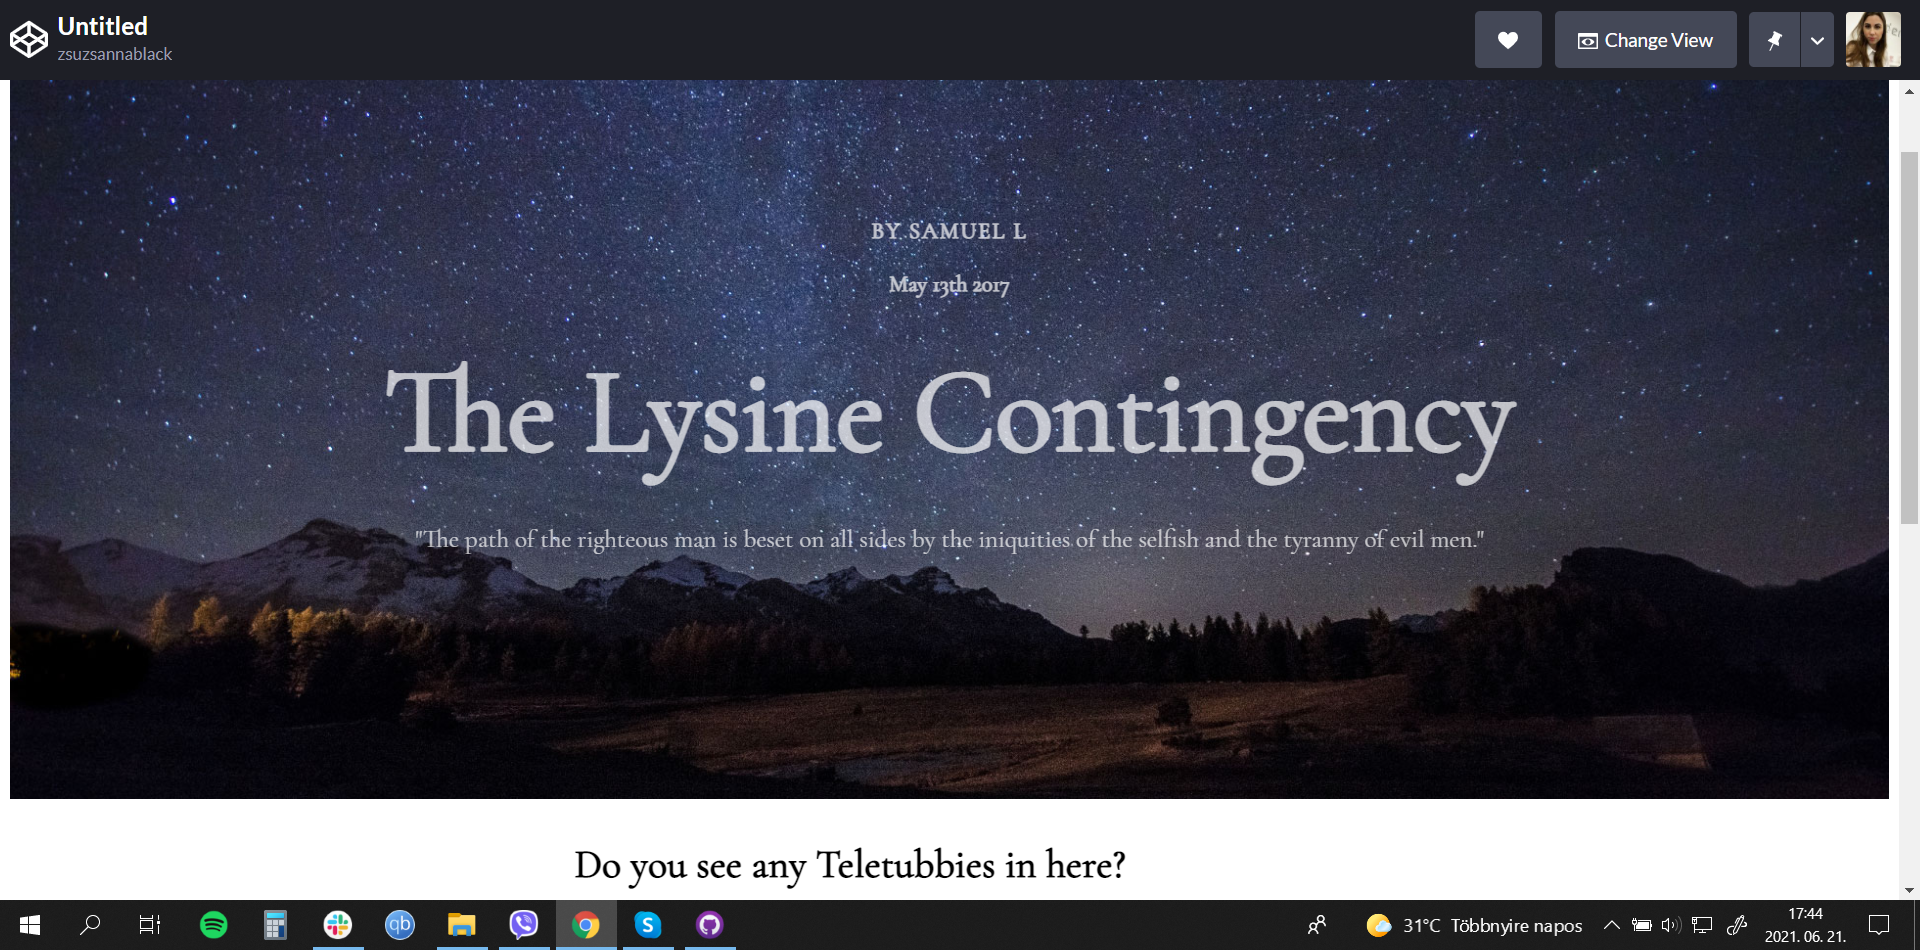 Untitled
zsuzsannablack
Change View
BY SAMUEL L
May 13th 2017
The Lysine Contingency
"The path of the righteous man is beset on all sides by the iniquities of the selfish and the tyranny of evil men."
Do you see any Teletubbies in here?
qb
S
31°C Többnyire napos
17:44
2021. 06. 21.